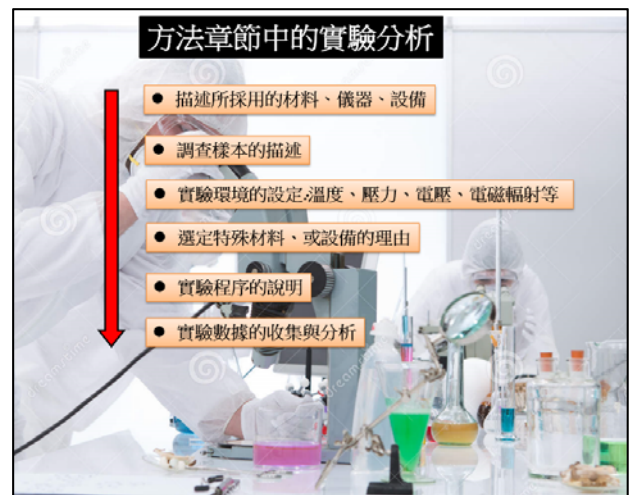 方法章節中的實驗分析
● 描述所採用的材料、儀器、設備
● 調查樣本的描述
● 實驗環境的設定:溫度、壓力、電壓、電磁輻射等
● 選定特殊材料、或設備的理由
● 實驗程序的說明
● 實驗數據的收集與分析